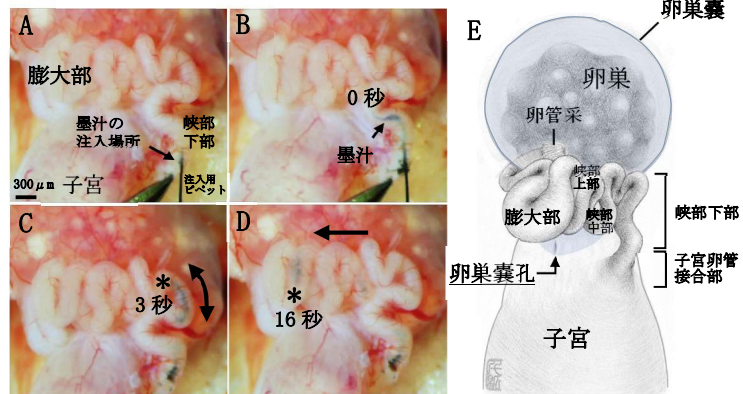 A
膨大部
墨汁の
注入場所
峡部
下部
注入用
ピペット
300μm
子宮
B
0 秒
墨汁
C
*
3 秒
D
*
16 秒
E
卵巣嚢
卵巣
卵管采
峡部
上部
膨大部
峡部
中部
峡部下部
子宮卵管
接合部
卵巣嚢孔
子宮